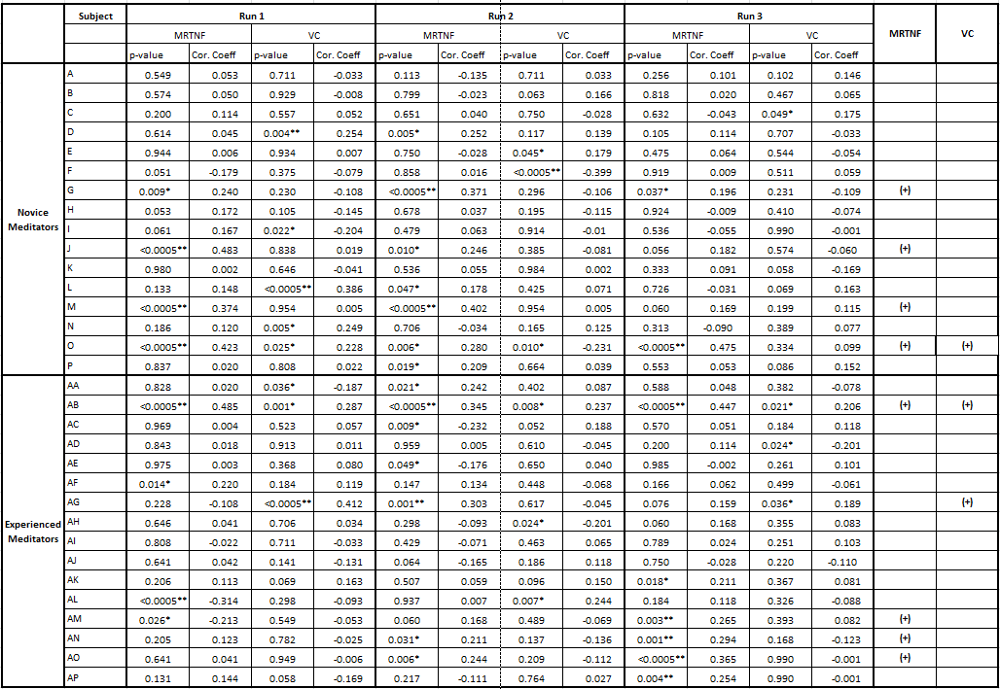 Subject Run 1 Run 2 Run 3
MRTNF VC MRTNF VC MRTNF VC MRTNF VC
p-value Cor. Coeff p-value Cor. Coeff p-value Cor. Coeff p-value Cor. Coeff p-value Cor. Coeff p-value Cor. Coeff
Novice Meditators
A 0.549 0.053 0.711 -0.033 0.113 -0.135 0.711 0.033 0.256 0.101 0.102 0.146
B 0.574 0.050 0.929 -0.008 0.799 -0.023 0.063 0.166 0.818 0.020 0.467 0.065
C 0.200 0.114 0.557 0.052 0.651 0.040 0.750 -0.028 0.632 -0.043 0.049* 0.175
D 0.614 0.045 0.004** 0.254 0.005* 0.252 0.117 0.139 0.105 0.114 0.707 -0.033
E 0.944 0.006 0.934 0.007 0.750 -0.028 0.045* 0.179 0.475 0.064 0.544 -0.054
F 0.051 -0.179 0.375 -0.079 0.858 0.016 <0.0005** -0.399 0.919 0.009 0.511 0.059
G 0.009* 0.240 0.230 -0.108 <0.0005** 0.371 0.296 -0.106 0.037* 0.196 0.231 -0.109 (+)
H 0.053 0.172 0.105 -0.145 0.678 0.037 0.195 -0.115 0.924 -0.009 0.410 -0.074
I 0.061 0.167 0.022* -0.204 0.479 0.063 0.914 -0.01 0.536 -0.055 0.990 -0.001
J <0.0005** 0.483 0.838 0.019 0.010* 0.246 0.385 -0.081 0.056 0.182 0.574 -0.060 (+)
K 0.980 0.002 0.646 -0.041 0.536 0.055 0.984 0.002 0.333 0.091 0.058 -0.169
L 0.133 0.148 <0.0005** 0.386 0.047* 0.178 0.425 0.071 0.726 -0.031 0.069 0.163
M <0.0005** 0.374 0.954 0.005 <0.0005** 0.402 0.954 0.005 0.060 0.169 0.199 0.115 (+)
N 0.186 0.120 0.005* 0.249 0.706 -0.034 0.165 0.125 0.313 -0.090 0.389 0.077
O <0.0005** 0.423 0.025* 0.228 0.006* 0.280 0.010* -0.231 <0.0005** 0.475 0.334 0.099 (+) (+)
P 0.837 0.020 0.808 0.022 0.019* 0.209 0.664 0.039 0.553 0.053 0.086 0.152
Experienced Meditators
AA 0.828 0.020 0.036* -0.187 0.021* 0.242 0.402 0.087 0.588 0.048 0.382 -0.078
AB <0.0005** 0.485 0.001* 0.287 <0.0005** 0.345 0.008* 0.237 <0.0005** 0.447 0.021* 0.206 (+) (+)
AC 0.969 0.004 0.523 0.057 0.009* -0.232 0.052 0.188 0.570 0.051 0.184 0.118
AD 0.843 0.018 0.913 0.011 0.959 0.005 0.610 -0.045 0.200 0.114 0.024* -0.201
AE 0.975 0.003 0.368 0.080 0.049* -0.176 0.650 0.040 0.985 -0.002 0.261 0.101
AF 0.014* 0.220 0.184 0.119 0.147 0.134 0.448 -0.068 0.166 0.062 0.499 -0.061
AG 0.228 -0.108 <0.0005** 0.412 0.001** 0.303 0.617 -0.045 0.076 0.159 0.036* 0.189 (+)
AH 0.646 0.041 0.706 0.034 0.298 -0.093 0.024* -0.201 0.060 0.168 0.355 0.083
AI 0.808 -0.022 0.711 -0.033 0.429 -0.071 0.463 0.065 0.789 0.024 0.251 0.103
AJ 0.641 0.042 0.141 -0.131 0.064 -0.165 0.186 0.118 0.750 -0.028 0.220 -0.110
AK 0.206 0.113 0.069 0.163 0.507 0.059 0.096 0.150 0.018* 0.211 0.367 0.081
AL <0.0005** -0.314 0.298 -0.093 0.937 0.007 0.007* 0.244 0.184 0.118 0.326 -0.088
AM 0.026* -0.213 0.549 -0.053 0.060 0.168 0.489 -0.069 0.003** 0.265 0.393 0.082 (+)
AN 0.205 0.123 0.782 -0.025 0.031* 0.211 0.137 -0.136 0.001** 0.294 0.168 -0.123 (+)
AO 0.641 0.041 0.949 -0.006 0.006* 0.244 0.209 -0.112 <0.0005** 0.365 0.990 -0.001 (+)
AP 0.131 0.144 0.058 -0.169 0.217 -0.111 0.764 0.027 0.004** 0.254 0.990 -0.001